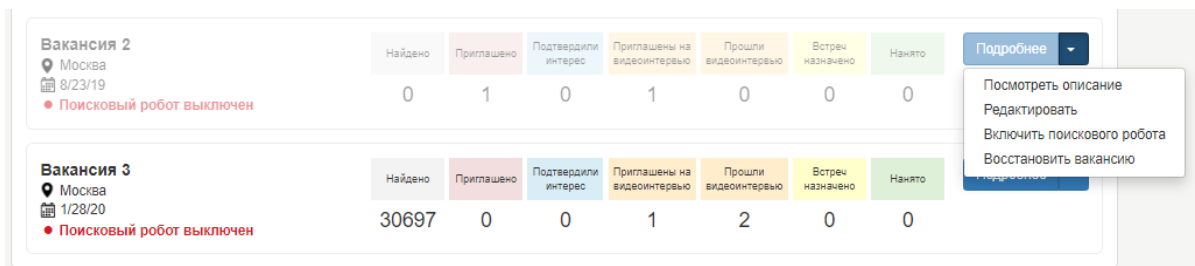 Вакансия 2
Москва
8/23/19
Поисковый робот выключен
Найдено
Приглашено
Подтвердили
интерес
Приглашены на
видеоинтервью
Прошли
видеоинтервью
Встреч
назначено
Нанято
0
1
0
1
0
0
0
Подробнее
Посмотреть описание
Редактировать
Включить поискового робота
Восстановить вакансию
Вакансия 3
Москва
1/28/20
Поисковый робот выключен
Найдено
Приглашено
Подтвердили
интерес
Приглашены на
видеоинтервью
Прошли
видеоинтервью
Встреч
назначено
Нанято
30697
0
0
1
2
0
0
Подробнее